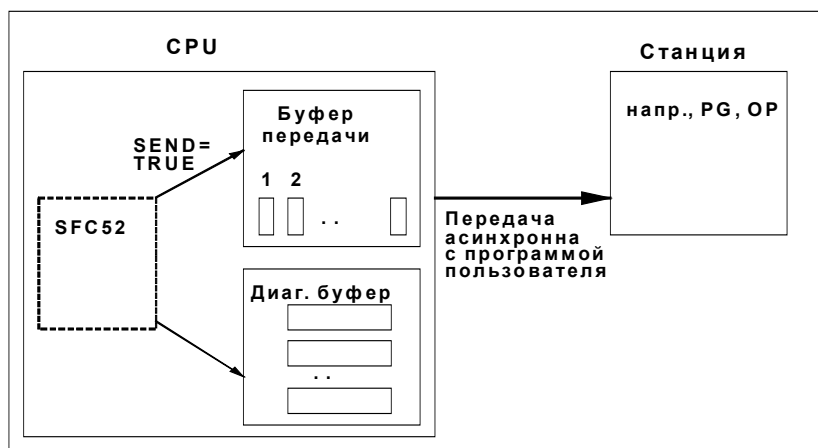 CPU
Станция
Буфер
передачи
напр., PG, OP
SEND=
TRUE
1 2
. .
SFC52
Передача
асинхронна
с программой
пользователя
Диаг. буфер
. .